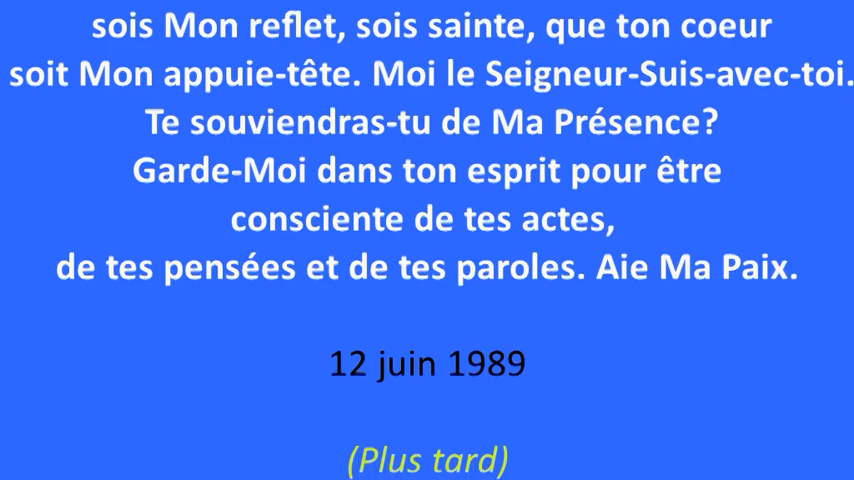 sois Mon reflet, sois sainte, que ton coeur
soit Mon appuie-tête. Moi le Seigneur-Suis-avec-toi.
Te souviendras-tu de Ma Présence?
Garde-Moi dans ton esprit pour être
consciente de tes actes,
de tes pensées et de tes paroles. Aie Ma Paix.
12 juin 1989
(Plus tard)